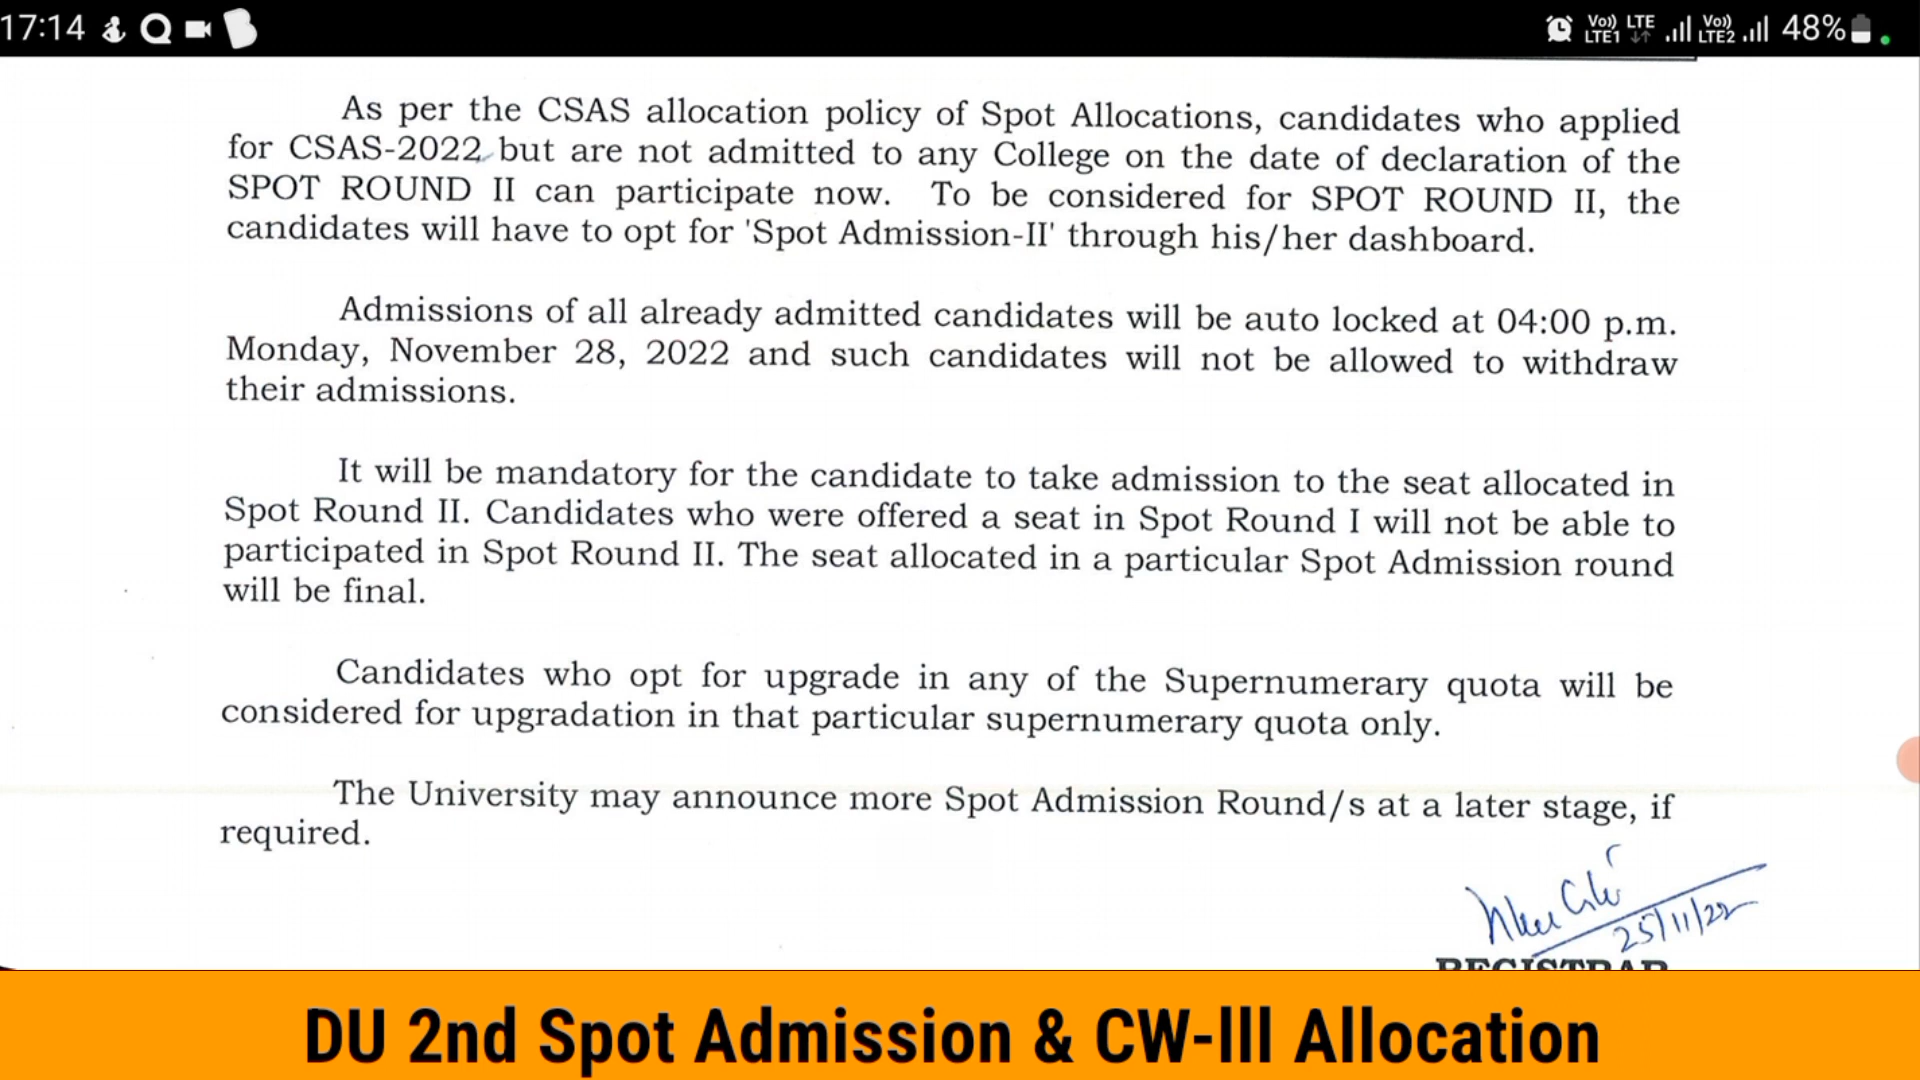 17:14
Vo)) LTE
LTE1
Vo))
LTE2
48%
As per the CSAS allocation policy of Spot Allocations, candidates who applied
for CSAS-2022 but are not admitted to any College on the date of declaration of the
SPOT ROUND II can participate now. To be considered for SPOT ROUND II, the
candidates will have to opt for 'Spot Admission-II' through his/her dashboard.
Admissions of all already admitted candidates will be auto locked at 04:00 p.m.
Monday, November 28, 2022 and such candidates will not be allowed to withdraw
their admissions.
It will be mandatory for the candidate to take admission to the seat allocated in
Spot Round II. Candidates who were offered a seat in Spot Round I will not be able to
participated in Spot Round II. The seat allocated in a particular Spot Admission round
will be final.
Candidates who opt for upgrade in any of the Supernumerary quota will be
considered for upgradation in that particular supernumerary quota only.
The University may announce more Spot Admission Round/s at a later stage, if
required.
25/11/22
REGISTRAR
DU 2nd Spot Admission & CW-III Allocation